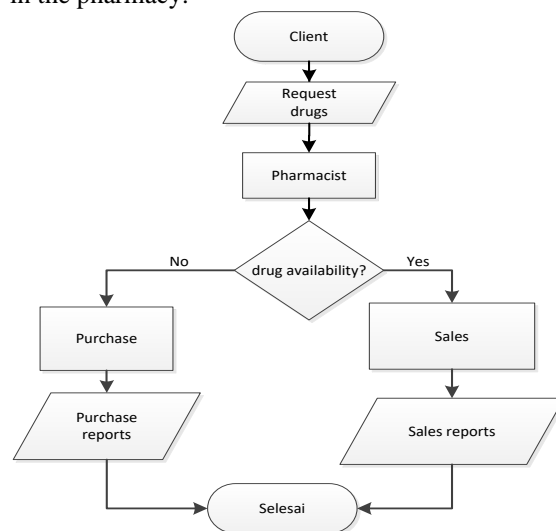 in the pharmacy.
Client
Request
drugs
Pharmacist
drug availability?
No
Yes
Purchase
Sales
Purchase
reports
Sales reports
Selesai